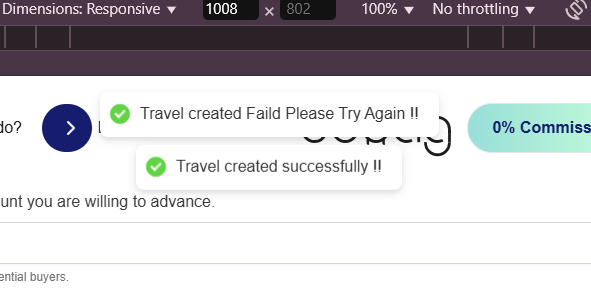 Dimensions: Responsive ▼ 1008 × 802 100% ▼ No throttling ▼
Travel created Faild Please Try Again !!
do?
0% Commiss
Travel created successfully !!
unt you are willing to advance.
ential buyers.